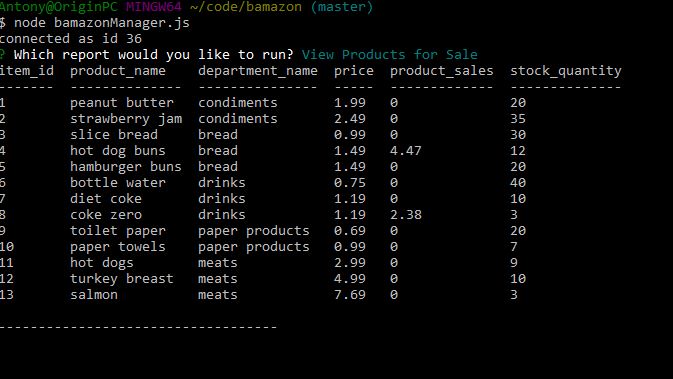 Antony@OriginPC MINGW64 ~/code/bamazon (master)
$ node bamazonManager.js
connected as id 36
? Which report would you like to run? View Products for Sale
item_id  product_name    department_name  price  product_sales  stock_quantity
-------  --------------  ---------------  -----  -------------  --------------
1        peanut butter   condiments       1.99   0              20
2        strawberry jam  condiments       2.49   0              35
3        slice bread     bread            0.99   0              30
4        hot dog buns    bread            1.49   4.47           12
5        hamburger buns  bread            1.49   0              20
6        bottle water    drinks           0.75   0              40
7        diet coke       drinks           1.19   0              10
8        coke zero       drinks           1.19   2.38           3
9        toilet paper    paper products   0.69   0              20
10       paper towels    paper products   0.99   0              7
11       hot dogs        meats            2.99   0              9
12       turkey breast   meats            4.99   0              10
13       salmon          meats            7.69   0              3
-----------------------------------